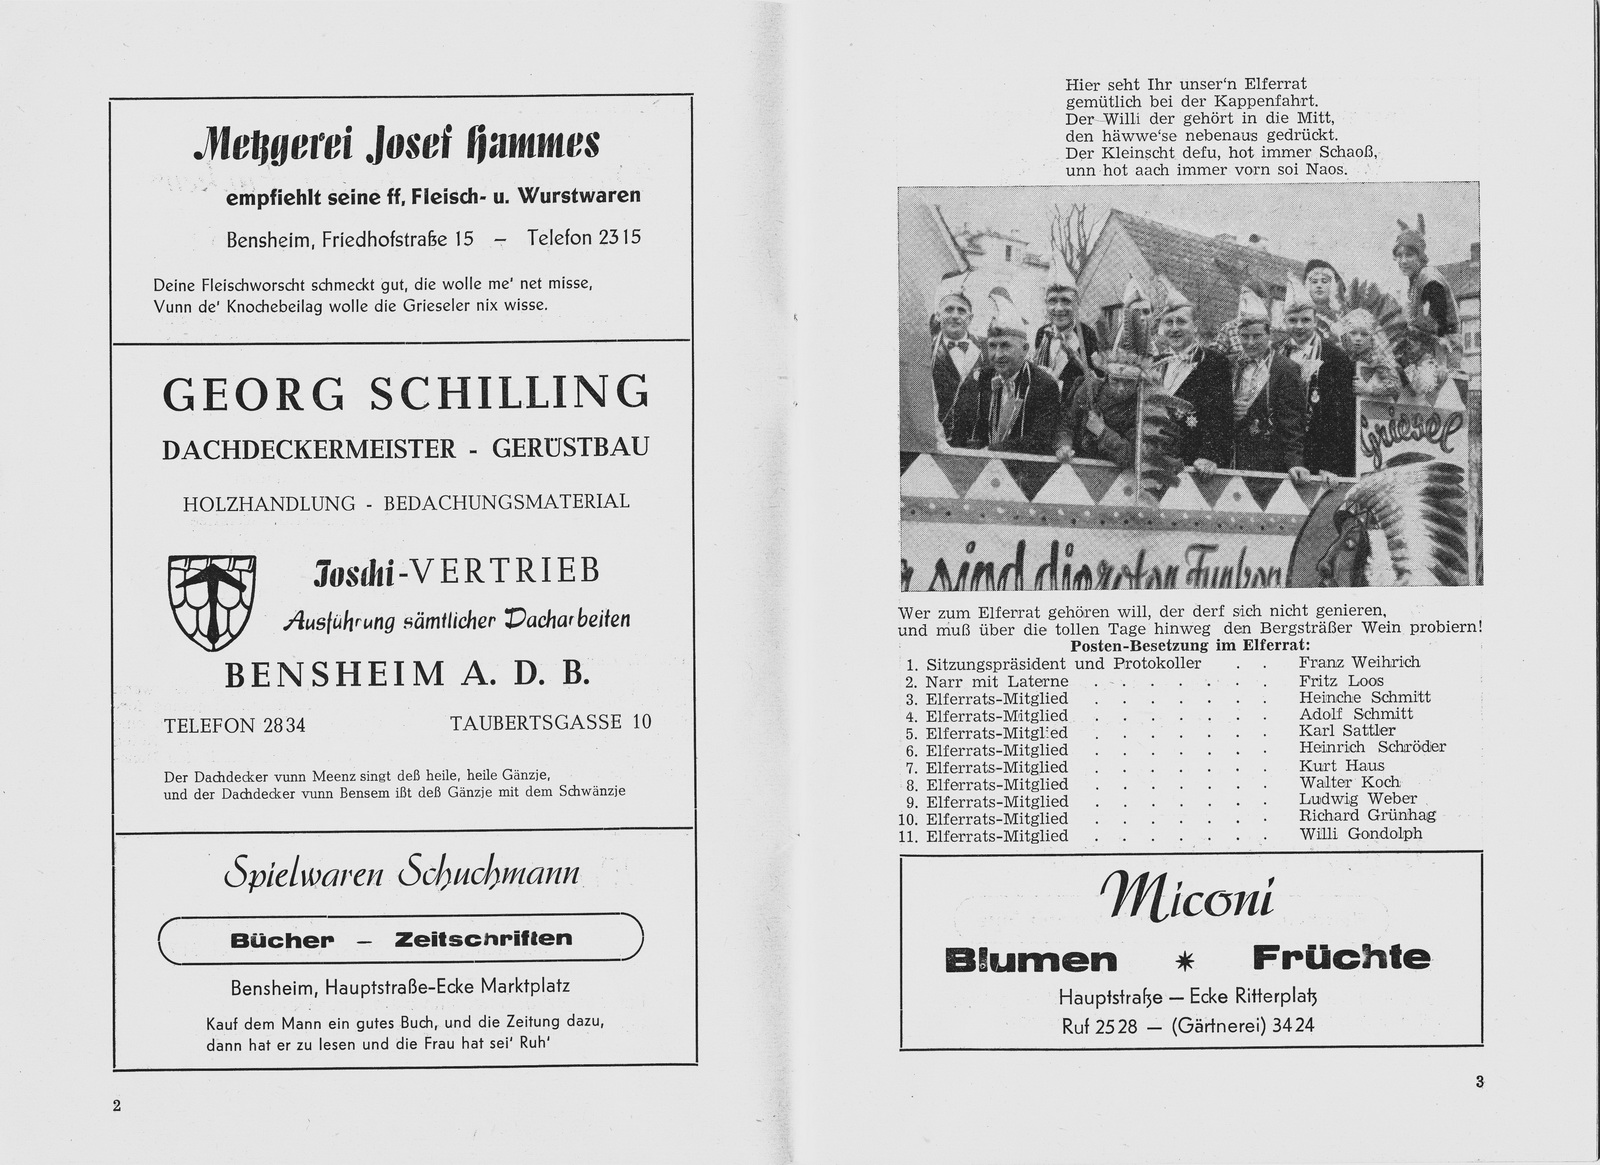 Metzgerei Josef Hammes
empfiehlt seine ff, Fleisch- u. Wurstwaren
Bensheim, Friedhofstraße 15 – Telefon 2315
Deine Fleischworscht schmeckt gut, die wolle me' net misse,
Vunn de' Knochebeilag wolle die Grieseler nix wisse.
GEORG SCHILLING
DACHDECKERMEISTER - GERÜSTBAU
HOLZHANDLUNG - BEDACHUNGSMATERIAL
Joschi-VERTRIEB
Ausführung sämtlicher Dacharbeiten
BENSHEIM A. D. B.
TELEFON 2834 TAUBERTSGASSE 10
Der Dachdecker vunn Meenz singt deß heile, heile Gänzje,
und der Dachdecker vunn Bensem ißt deß Gänzje mit dem Schwänzje
Spielwaren Schuchmann
Bücher – Zeitschriften
Bensheim, Hauptstraße-Ecke Marktplatz
Kauf dem Mann ein gutes Buch, und die Zeitung dazu,
dann hat er zu lesen und die Frau hat sei' Ruh'
2
Hier seht Ihr unser'n Elferrat
gemütlich bei der Kappenfahrt.
Der Willi der gehört in die Mitt,
den häwwe'se nebenaus gedrückt.
Der Kleinscht defu, hot immer Schaoß,
unn hot aach immer vorn soi Naos.
Griesel
r sind die roten Funken
Wer zum Elferrat gehören will, der derf sich nicht genieren,
und muß über die tollen Tage hinweg den Bergsträßer Wein probiern!
Posten-Besetzung im Elferrat:
1. Sitzungspräsident und Protokoller . . Franz Weihrich
2. Narr mit Laterne . . . . . . . Fritz Loos
3. Elferrats-Mitglied . . . . . . . Heinche Schmitt
4. Elferrats-Mitglied . . . . . . . Adolf Schmitt
5. Elferrats-Mitglied . . . . . . . Karl Sattler
6. Elferrats-Mitglied . . . . . . . Heinrich Schröder
7. Elferrats-Mitglied . . . . . . . Kurt Haus
8. Elferrats-Mitglied . . . . . . . Walter Koch
9. Elferrats-Mitglied . . . . . . . Ludwig Weber
10. Elferrats-Mitglied . . . . . . . Richard Grünhag
11. Elferrats-Mitglied . . . . . . . Willi Gondolph
Miconi
Blumen * Früchte
Hauptstraße – Ecke Ritterplatz
Ruf 2528 – (Gärtnerei) 3424
3